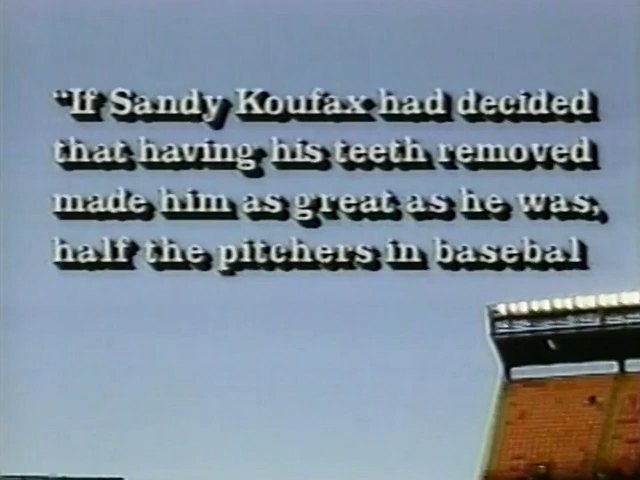 “If Sandy Koufax had decided
that having his teeth removed
made him as great as he was,
half the pitchers in basebal